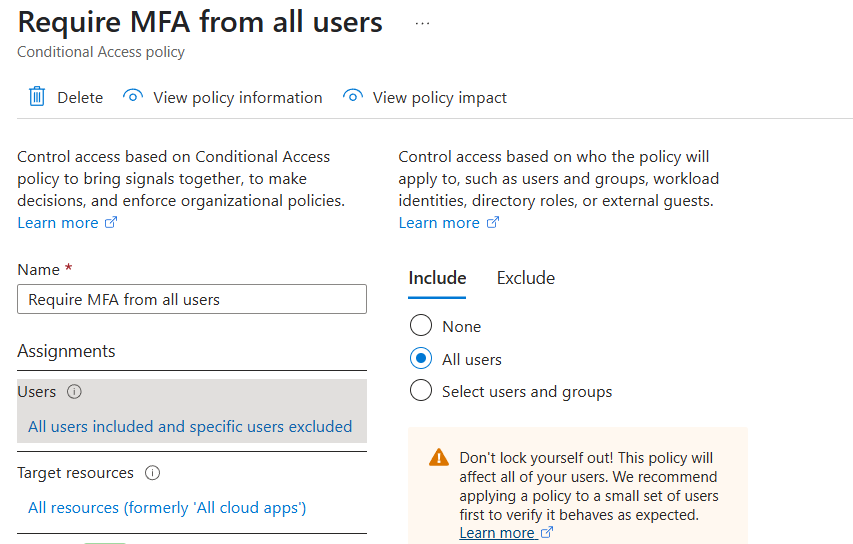 Require MFA from all users ...
Conditional Access policy
Delete View policy information View policy impact
Control access based on Conditional Access
policy to bring signals together, to make
decisions, and enforce organizational policies.
Learn more
Name *
Require MFA from all users
Assignments
Users
All users included and specific users excluded
Target resources
All resources (formerly 'All cloud apps')
Control access based on who the policy will
apply to, such as users and groups, workload
identities, directory roles, or external guests.
Learn more
Include Exclude
None
All users
Select users and groups
Don't lock yourself out! This policy will
affect all of your users. We recommend
applying a policy to a small set of users
first to verify it behaves as expected.
Learn more